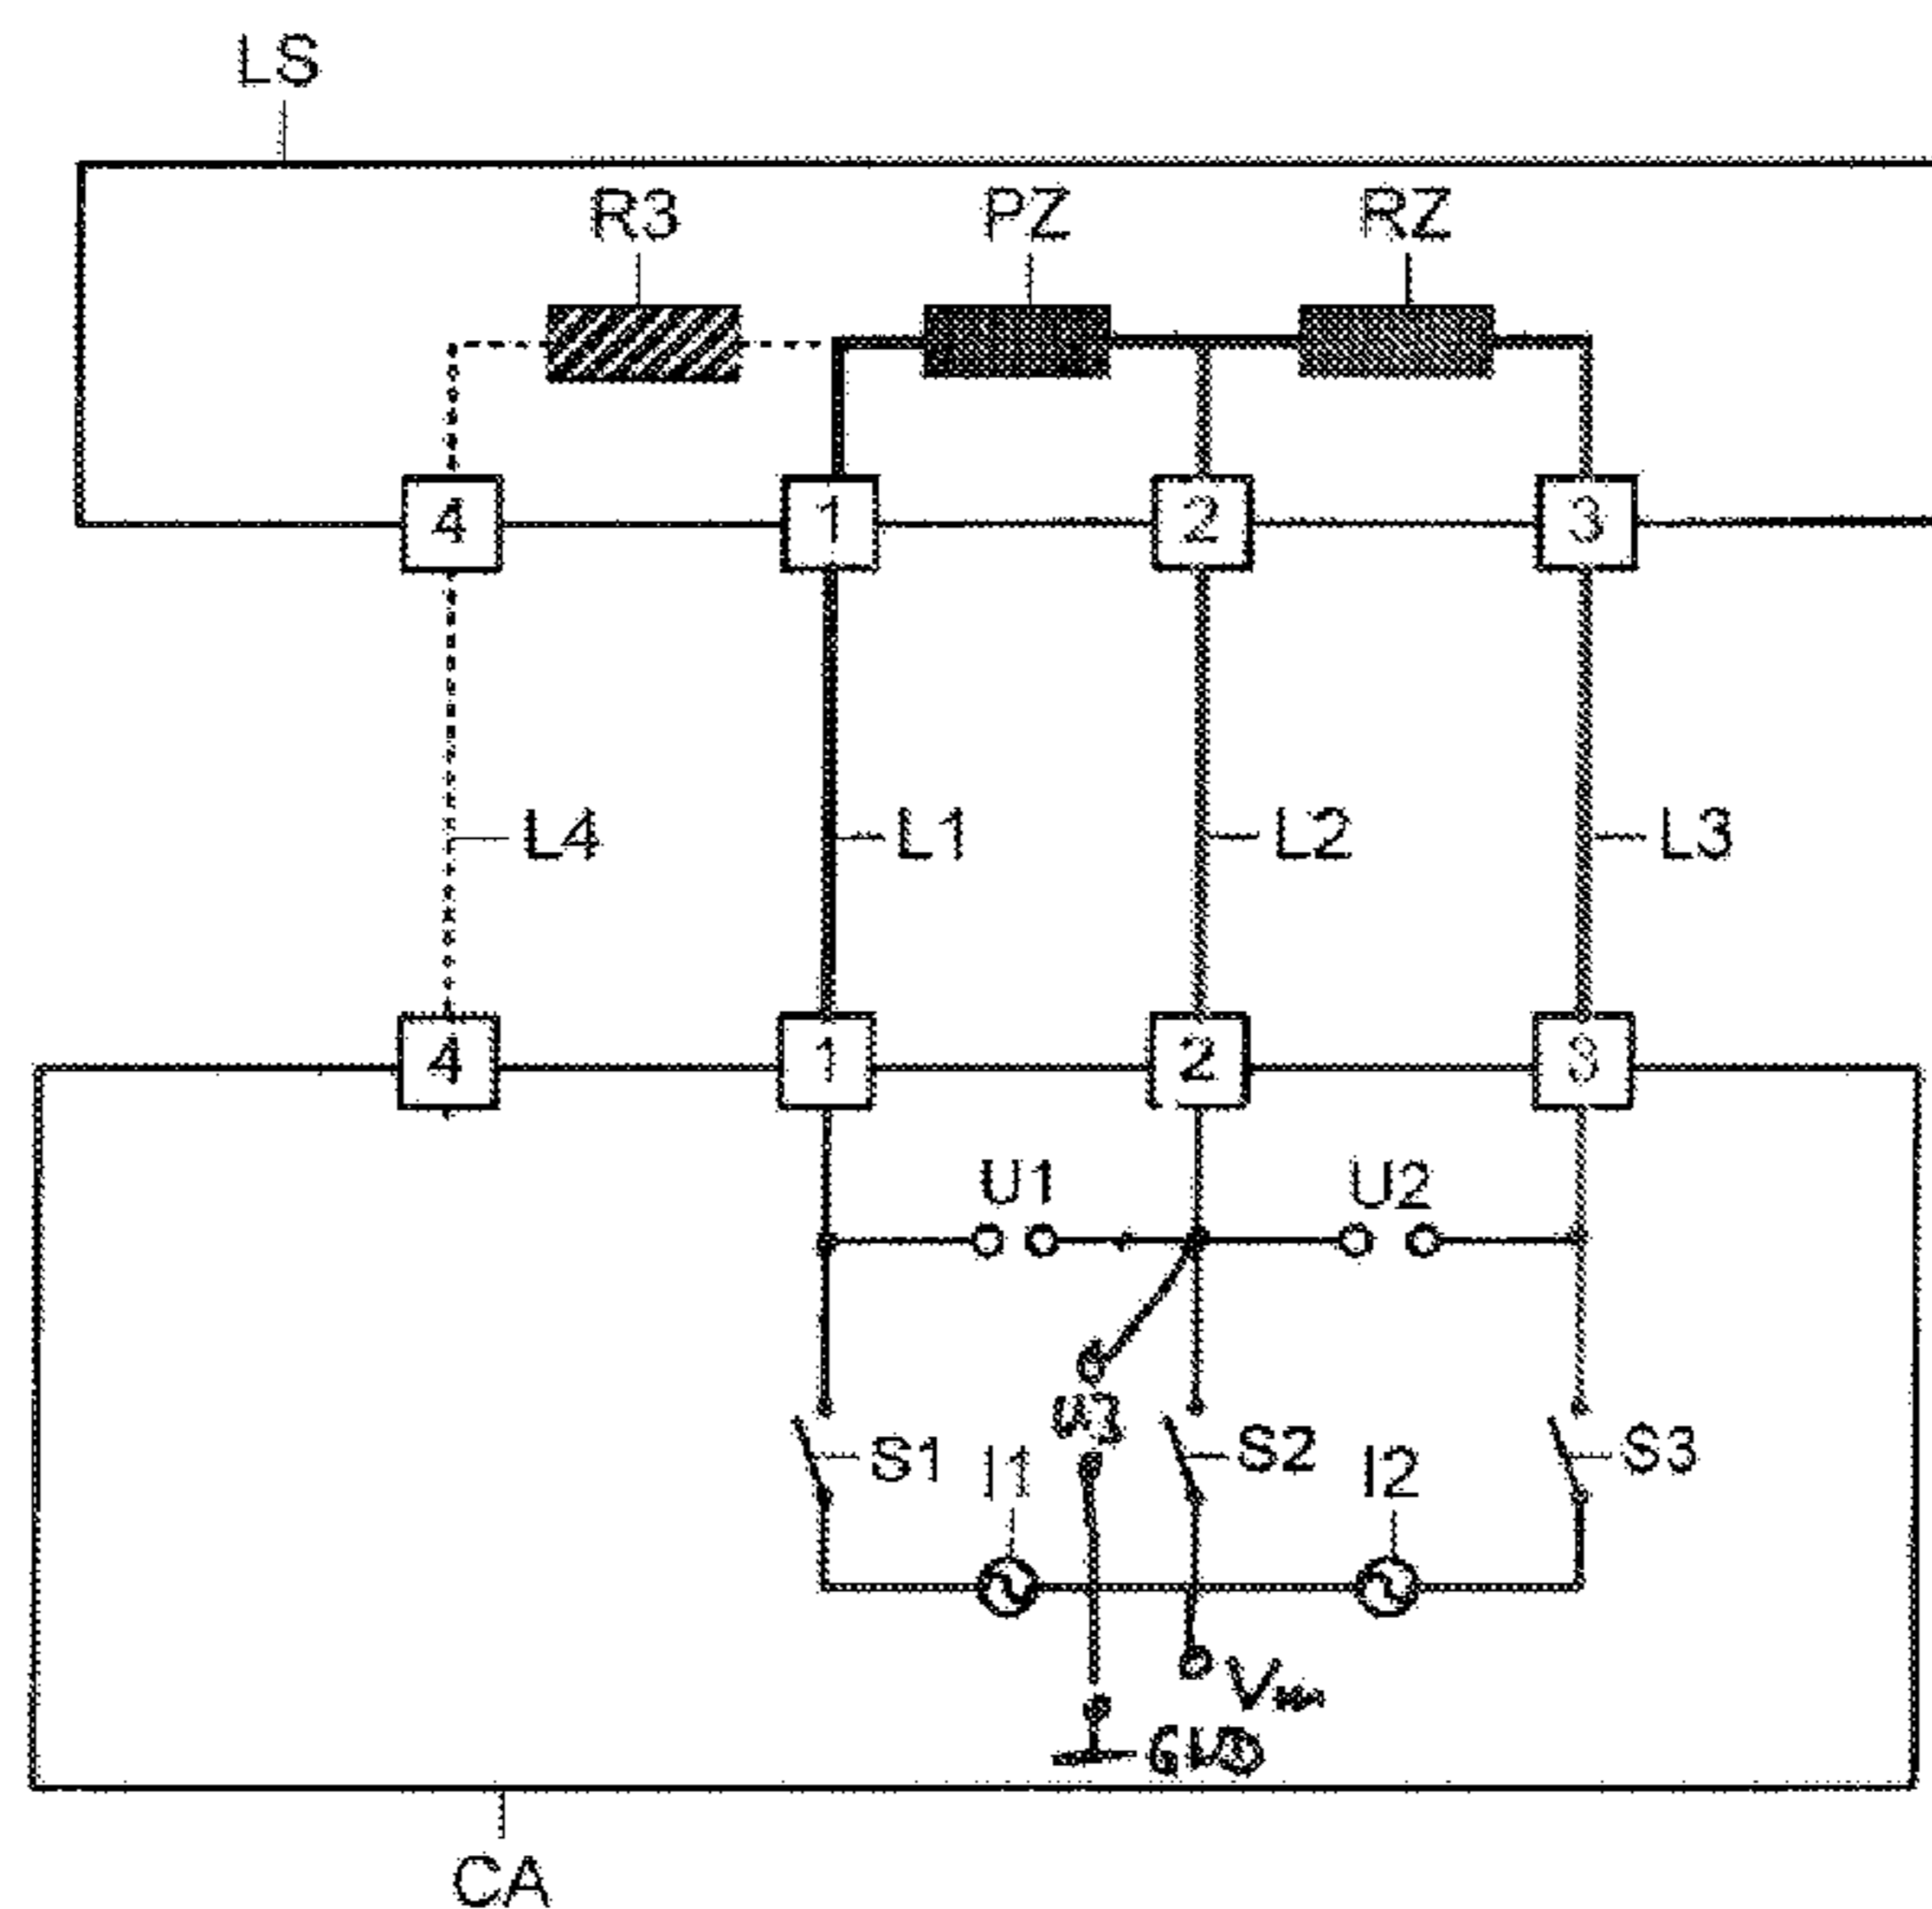 LS
R3 PZ RZ
4 1 2 3
L4 L1 L2 L3
4 1 2 3
U1 U2
S1 I1 U3 S2 I2 S3
GND
CA